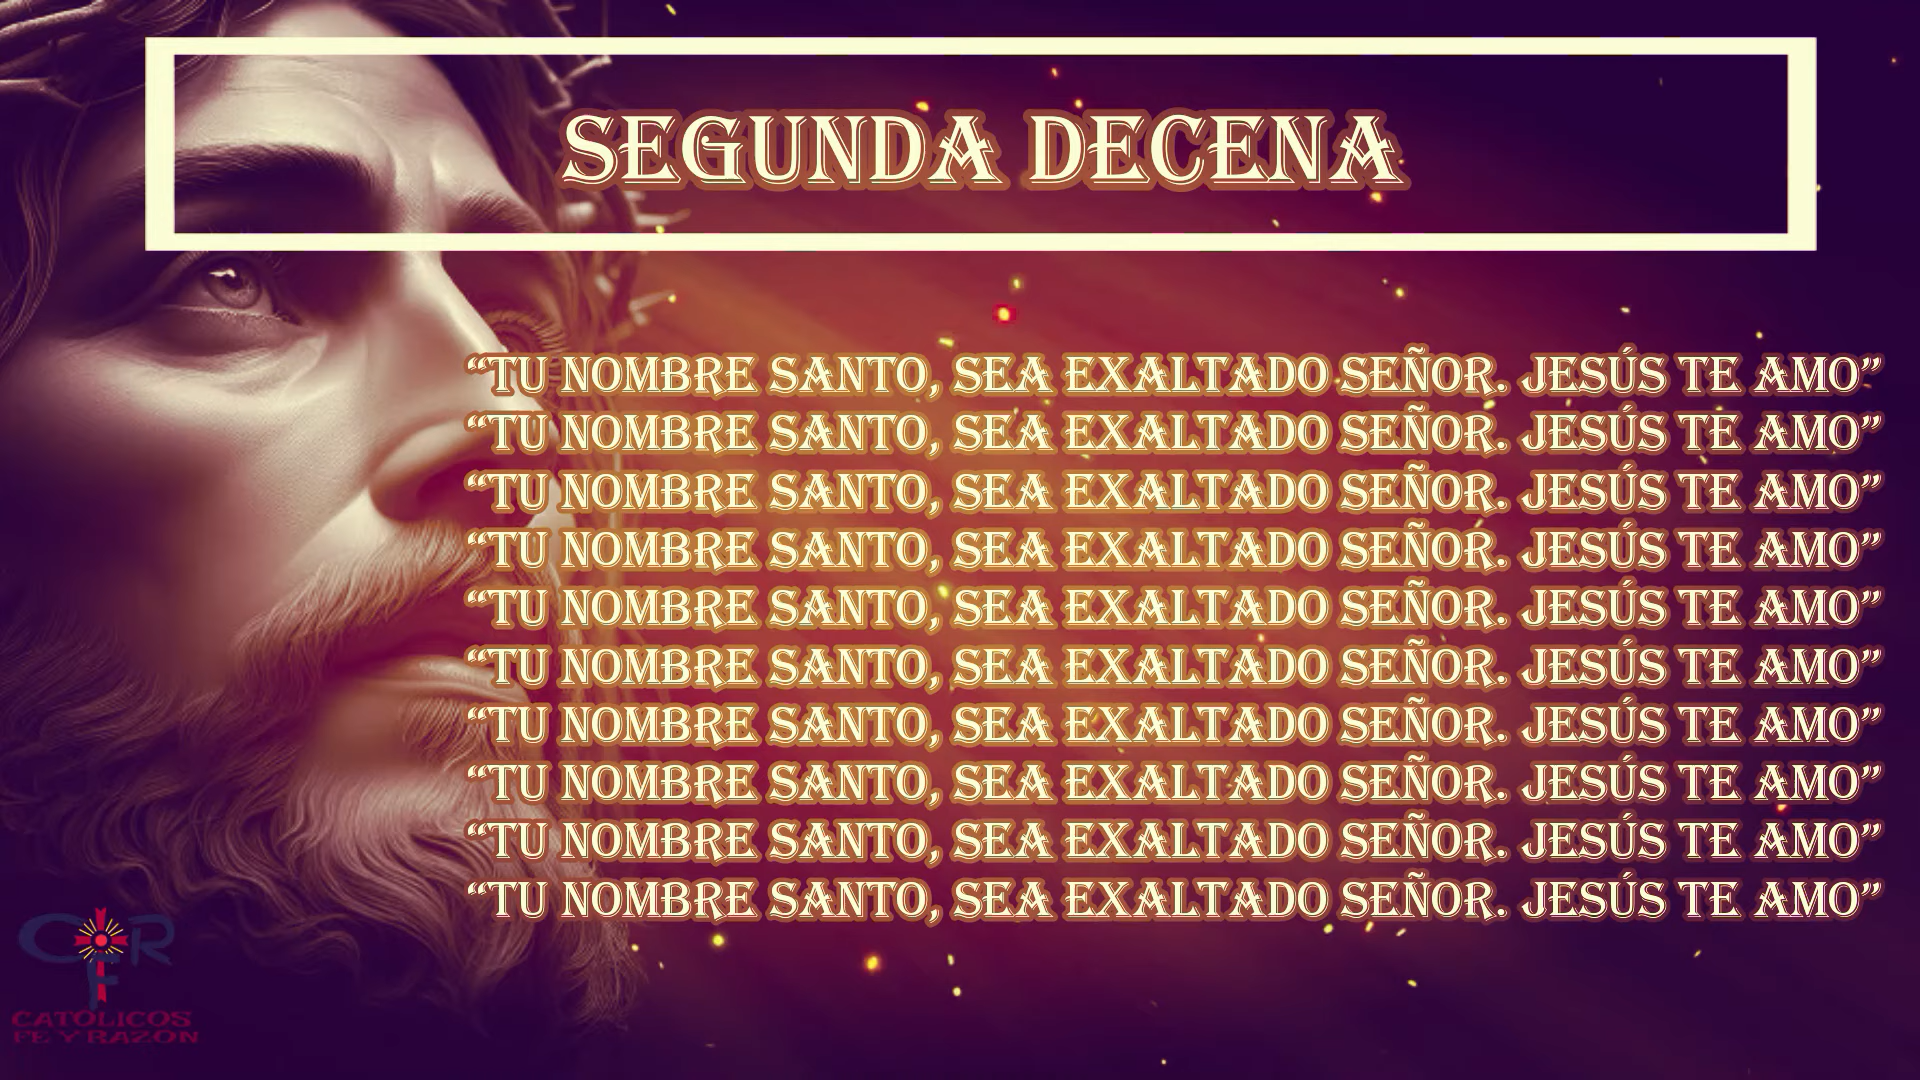 SEGUNDA DECENA
“TU NOMBRE SANTO, SEA EXALTADO SEÑOR. JESÚS TE AMO”
“TU NOMBRE SANTO, SEA EXALTADO SEÑOR. JESÚS TE AMO”
“TU NOMBRE SANTO, SEA EXALTADO SEÑOR. JESÚS TE AMO”
“TU NOMBRE SANTO, SEA EXALTADO SEÑOR. JESÚS TE AMO”
“TU NOMBRE SANTO, SEA EXALTADO SEÑOR. JESÚS TE AMO”
“TU NOMBRE SANTO, SEA EXALTADO SEÑOR. JESÚS TE AMO”
“TU NOMBRE SANTO, SEA EXALTADO SEÑOR. JESÚS TE AMO”
“TU NOMBRE SANTO, SEA EXALTADO SEÑOR. JESÚS TE AMO”
“TU NOMBRE SANTO, SEA EXALTADO SEÑOR. JESÚS TE AMO”
“TU NOMBRE SANTO, SEA EXALTADO SEÑOR. JESÚS TE AMO”
C F R
CATÓLICOS
FE Y RAZÓN